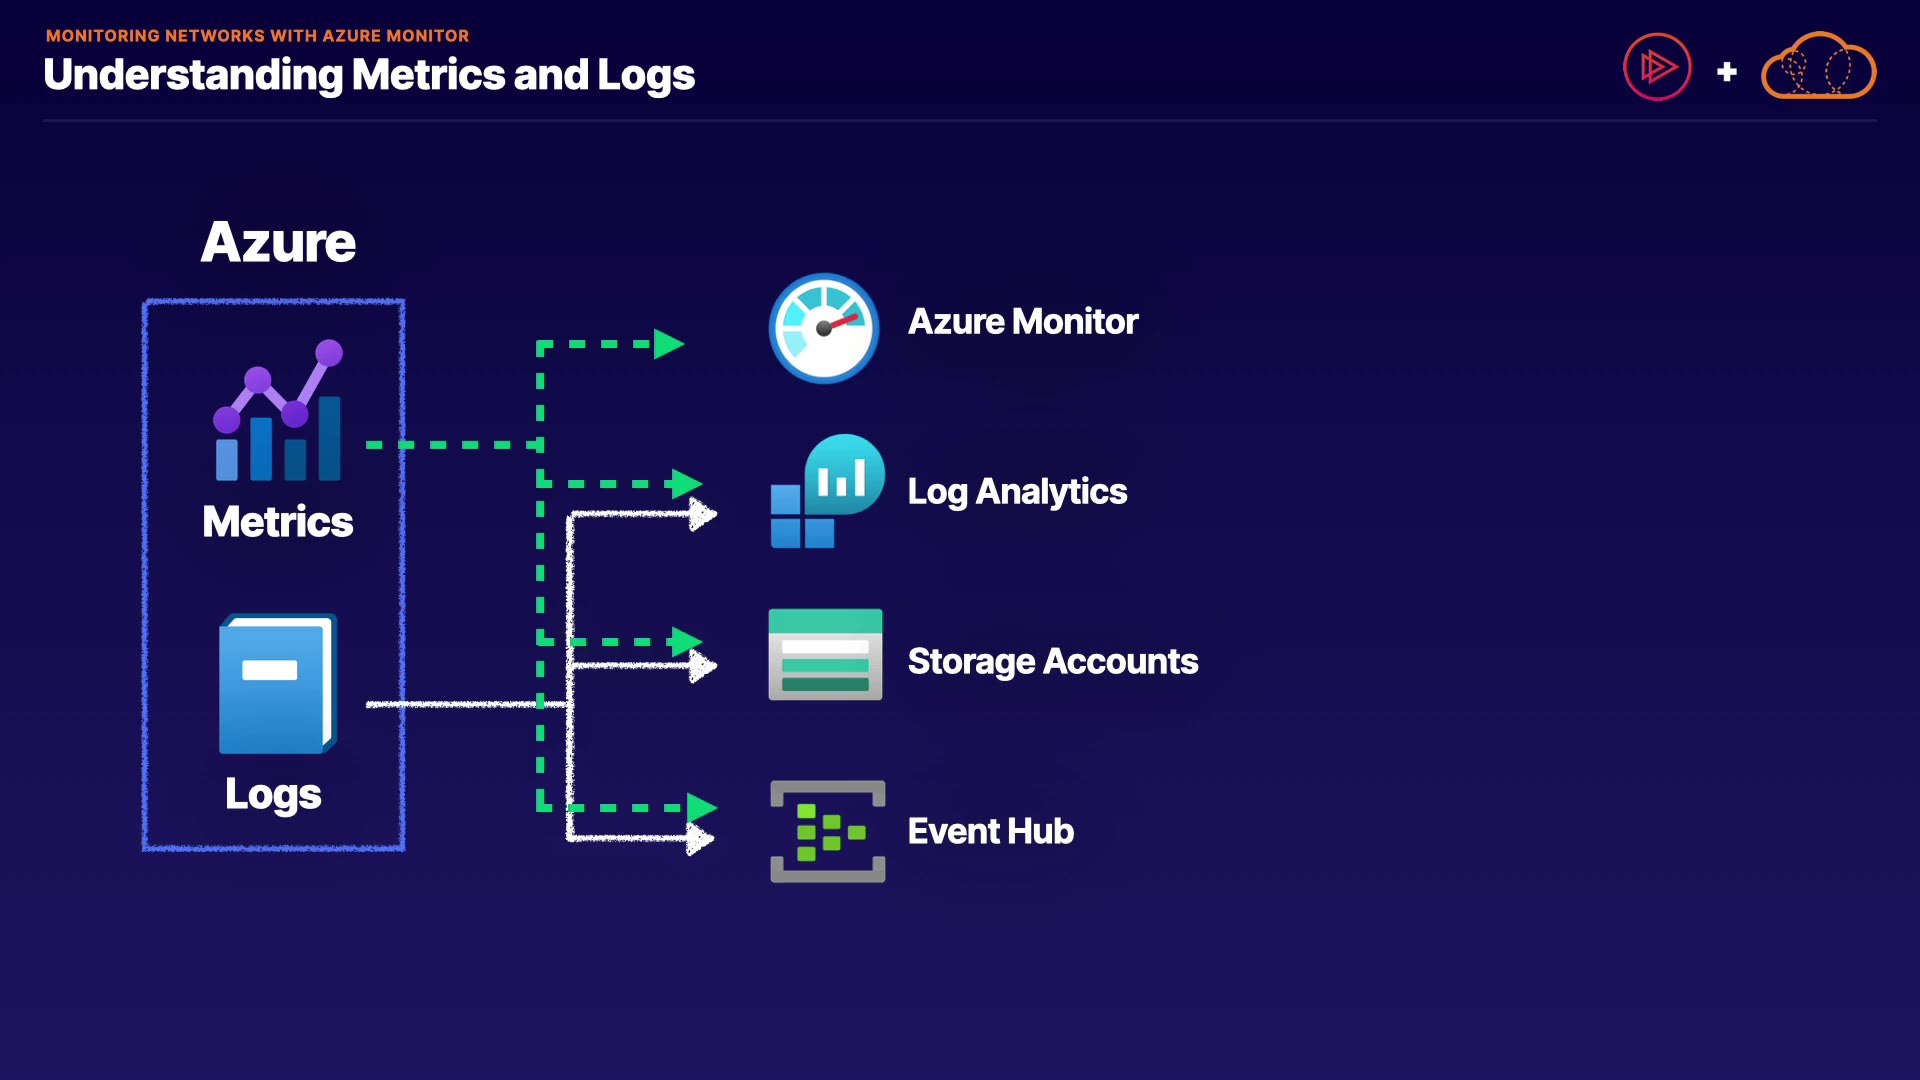 MONITORING NETWORKS WITH AZURE MONITOR
Understanding Metrics and Logs
Azure
Metrics
Logs
Azure Monitor
Log Analytics
Storage Accounts
Event Hub